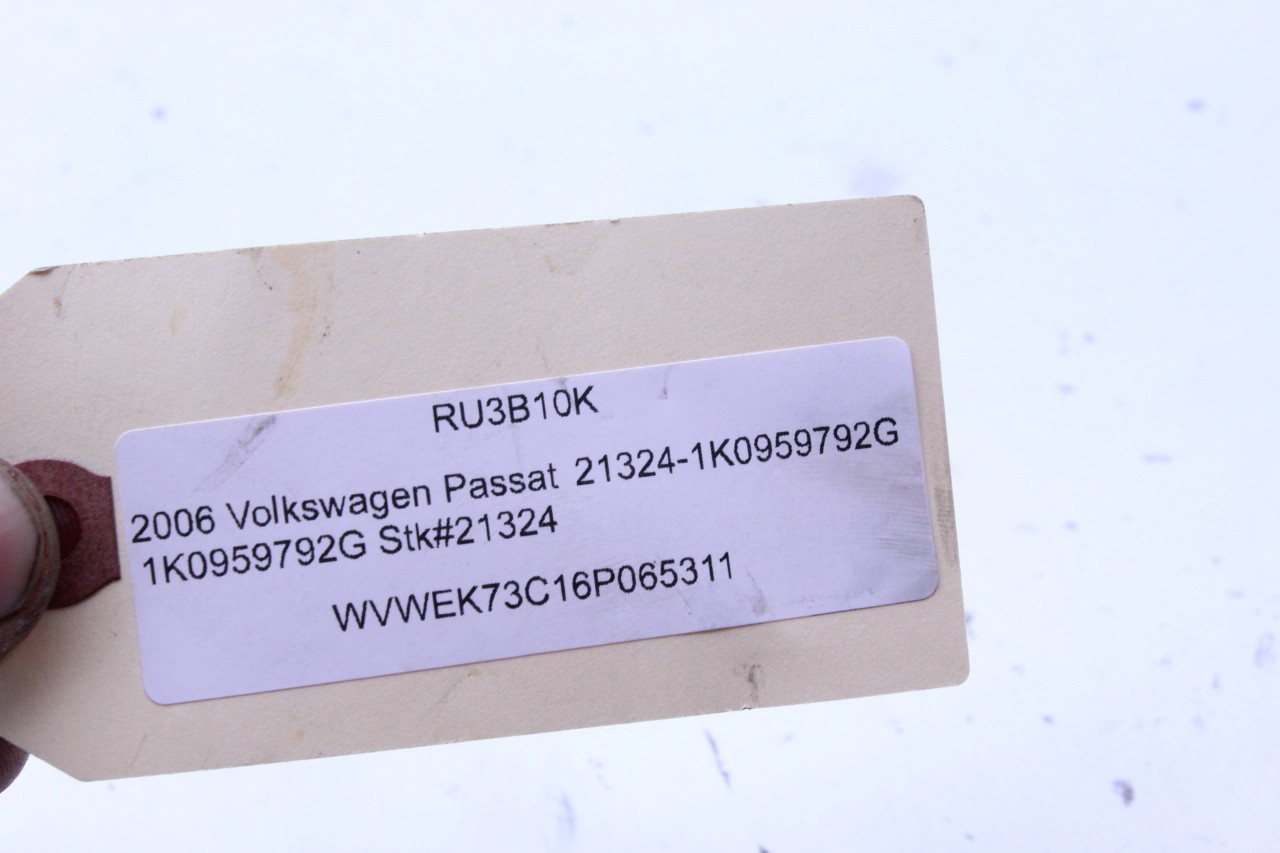 RU3B10K
2006 Volkswagen Passat 21324-1K0959792G
1K0959792G Stk#21324
WVWEK73C16P065311